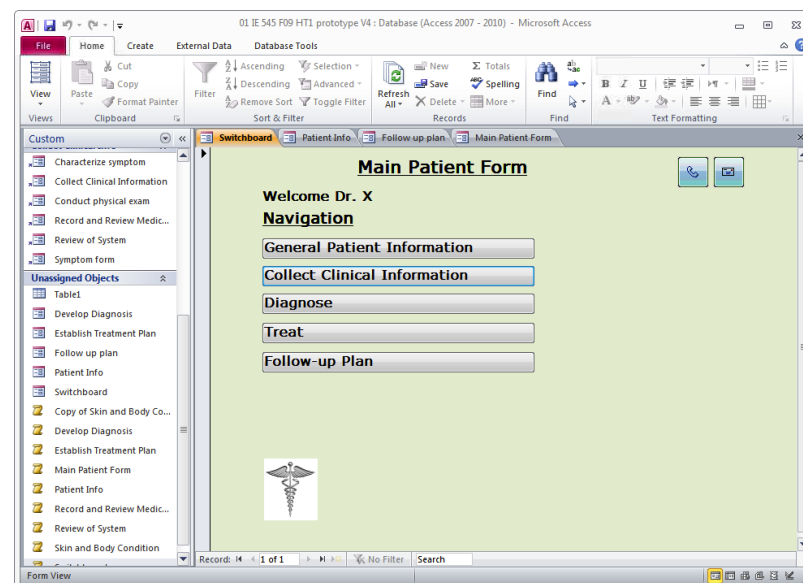 01 IE 545 F09 HT1 prototype V4 : Database (Access 2007 - 2010) - Microsoft Access
File Home Create External Data Database Tools
View
Paste
Cut
Copy
Format Painter
Filter
Ascending
Descending
Remove Sort
Selection
Advanced
Toggle Filter
Refresh All
New
Save
Delete
Totals
Spelling
More
Find
ab
ac
B I U
A ab A
Views Clipboard Sort & Filter Records Find Text Formatting
Custom
Switchboard Patient Info Follow up plan Main Patient Form
Characterize symptom
Collect Clinical Information
Conduct physical exam
Record and Review Medic...
Review of System
Symptom form
Unassigned Objects
Table1
Develop Diagnosis
Establish Treatment Plan
Follow up plan
Patient Info
Switchboard
Copy of Skin and Body Co...
Develop Diagnosis
Establish Treatment Plan
Main Patient Form
Patient Info
Record and Review Medic...
Review of System
Skin and Body Condition
Main Patient Form
Welcome Dr. X
Navigation
General Patient Information
Collect Clinical Information
Diagnose
Treat
Follow-up Plan
Record: 1 of 1 No Filter Search
Form View